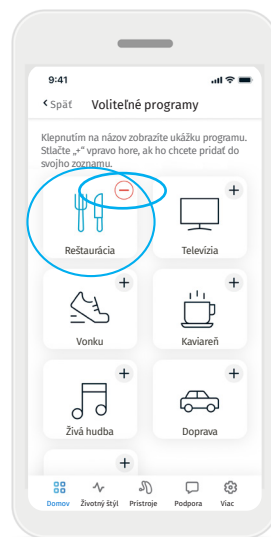 9:41
Späť Voliteľné programy
Klepnutím na názov zobrazíte ukážku programu.
Stlačte „+“ vpravo hore, ak ho chcete pridať do
svojho zoznamu.
Reštaurácia Televízia
Vonku Kaviareň
Živá hudba Doprava
Domov Životný štýl Prístroje Podpora Viac